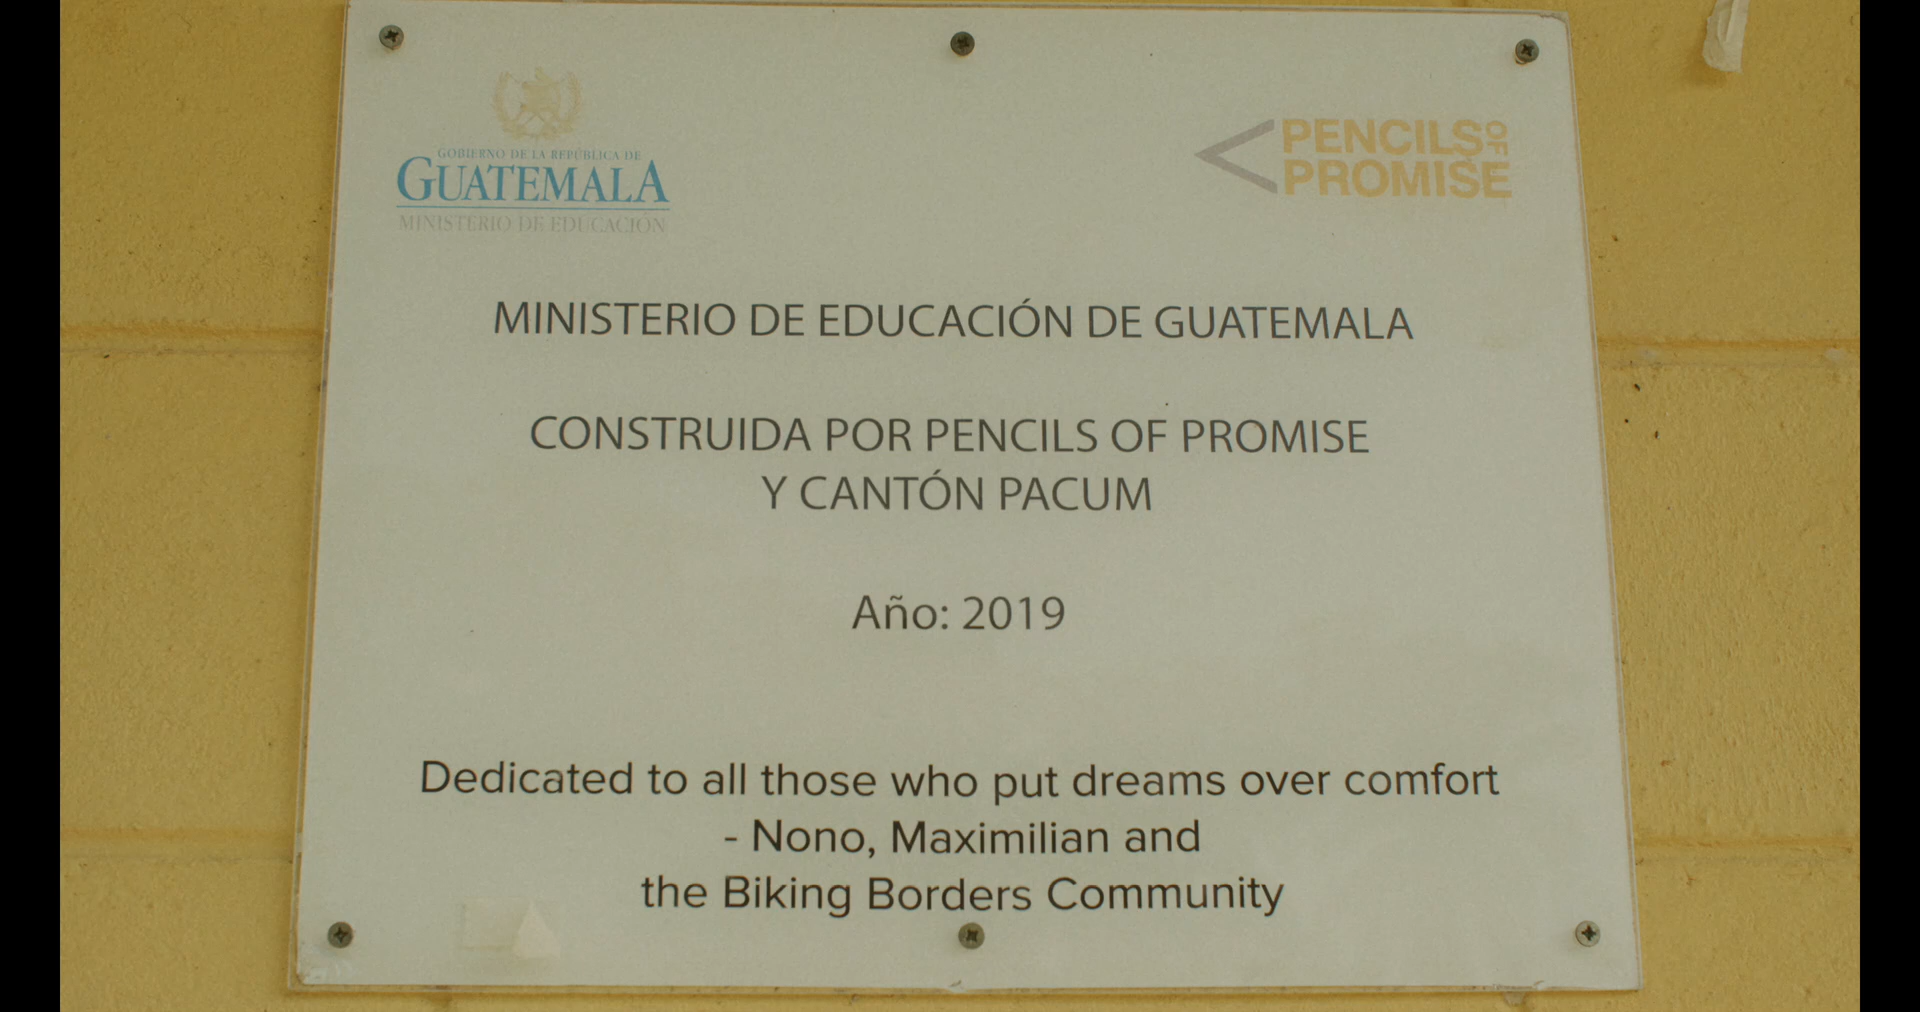 GOBIERNO DE LA REPÚBLICA DE
GUATEMALA
MINISTERIO DE EDUCACIÓN
PENCILS OF
PROMISE
MINISTERIO DE EDUCACIÓN DE GUATEMALA
CONSTRUIDA POR PENCILS OF PROMISE
Y CANTÓN PACUM
Año: 2019
Dedicated to all those who put dreams over comfort
- Nono, Maximilian and
the Biking Borders Community